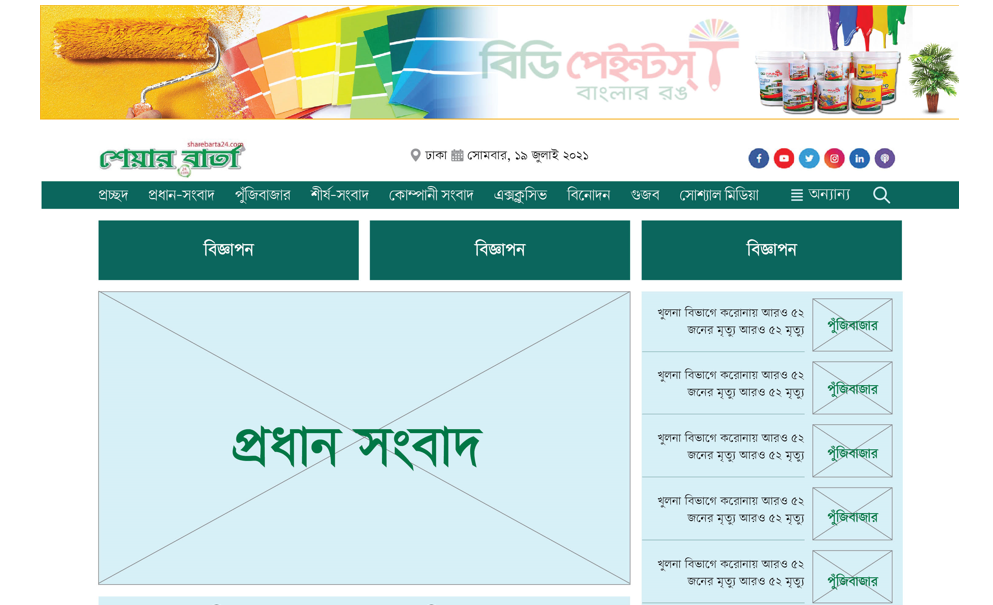 বিডি পেইন্টস্
বাংলার রঙ
sharebarta24.com
শেয়ার বার্তা
ঢাকা সোমবার, ১৯ জুলাই ২০২১
প্রচ্ছদ প্রধান-সংবাদ পুঁজিবাজার শীর্ষ-সংবাদ কোম্পানী সংবাদ এক্সক্লুসিভ বিনোদন গুজব সোশ্যাল মিডিয়া অন্যান্য
বিজ্ঞাপন
বিজ্ঞাপন
বিজ্ঞাপন
প্রধান সংবাদ
খুলনা বিভাগে করোনায় আরও ৫২
জনের মৃত্যু আরও ৫২ মৃত্যু
পুঁজিবাজার
খুলনা বিভাগে করোনায় আরও ৫২
জনের মৃত্যু আরও ৫২ মৃত্যু
পুঁজিবাজার
খুলনা বিভাগে করোনায় আরও ৫২
জনের মৃত্যু আরও ৫২ মৃত্যু
পুঁজিবাজার
খুলনা বিভাগে করোনায় আরও ৫২
জনের মৃত্যু আরও ৫২ মৃত্যু
পুঁজিবাজার
খুলনা বিভাগে করোনায় আরও ৫২
জনের মৃত্যু আরও ৫২ মৃত্যু
পুঁজিবাজার